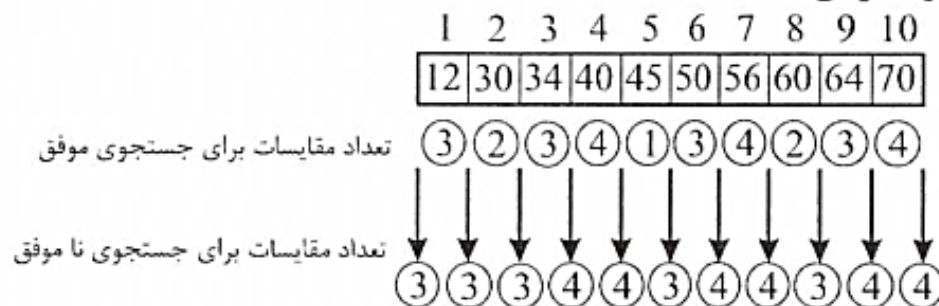 1 2 3 4 5 6 7 8 9 10
12 30 34 40 45 50 56 60 64 70
تعداد مقایسات برای جستجوی موفق 3 2 3 4 1 3 4 2 3 4
تعداد مقایسات برای جستجوی نا موفق
3 3 3 4 4 3 4 4 3 4 4